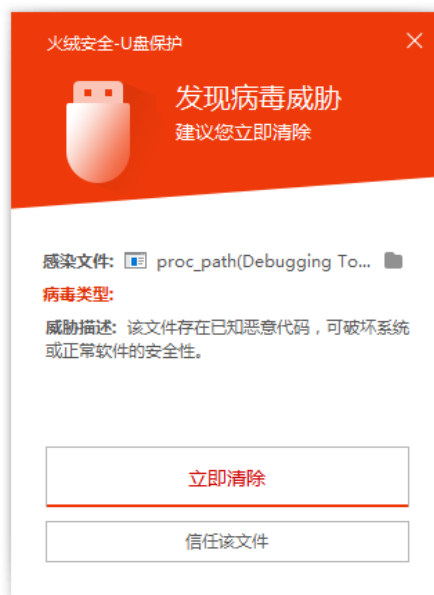 火绒安全-U盘保护
发现病毒威胁
建议您立即清除
感染文件: proc_path(Debugging To...
病毒类型:
威胁描述: 该文件存在已知恶意代码，可破坏系统
或正常软件的安全性。
立即清除
信任该文件